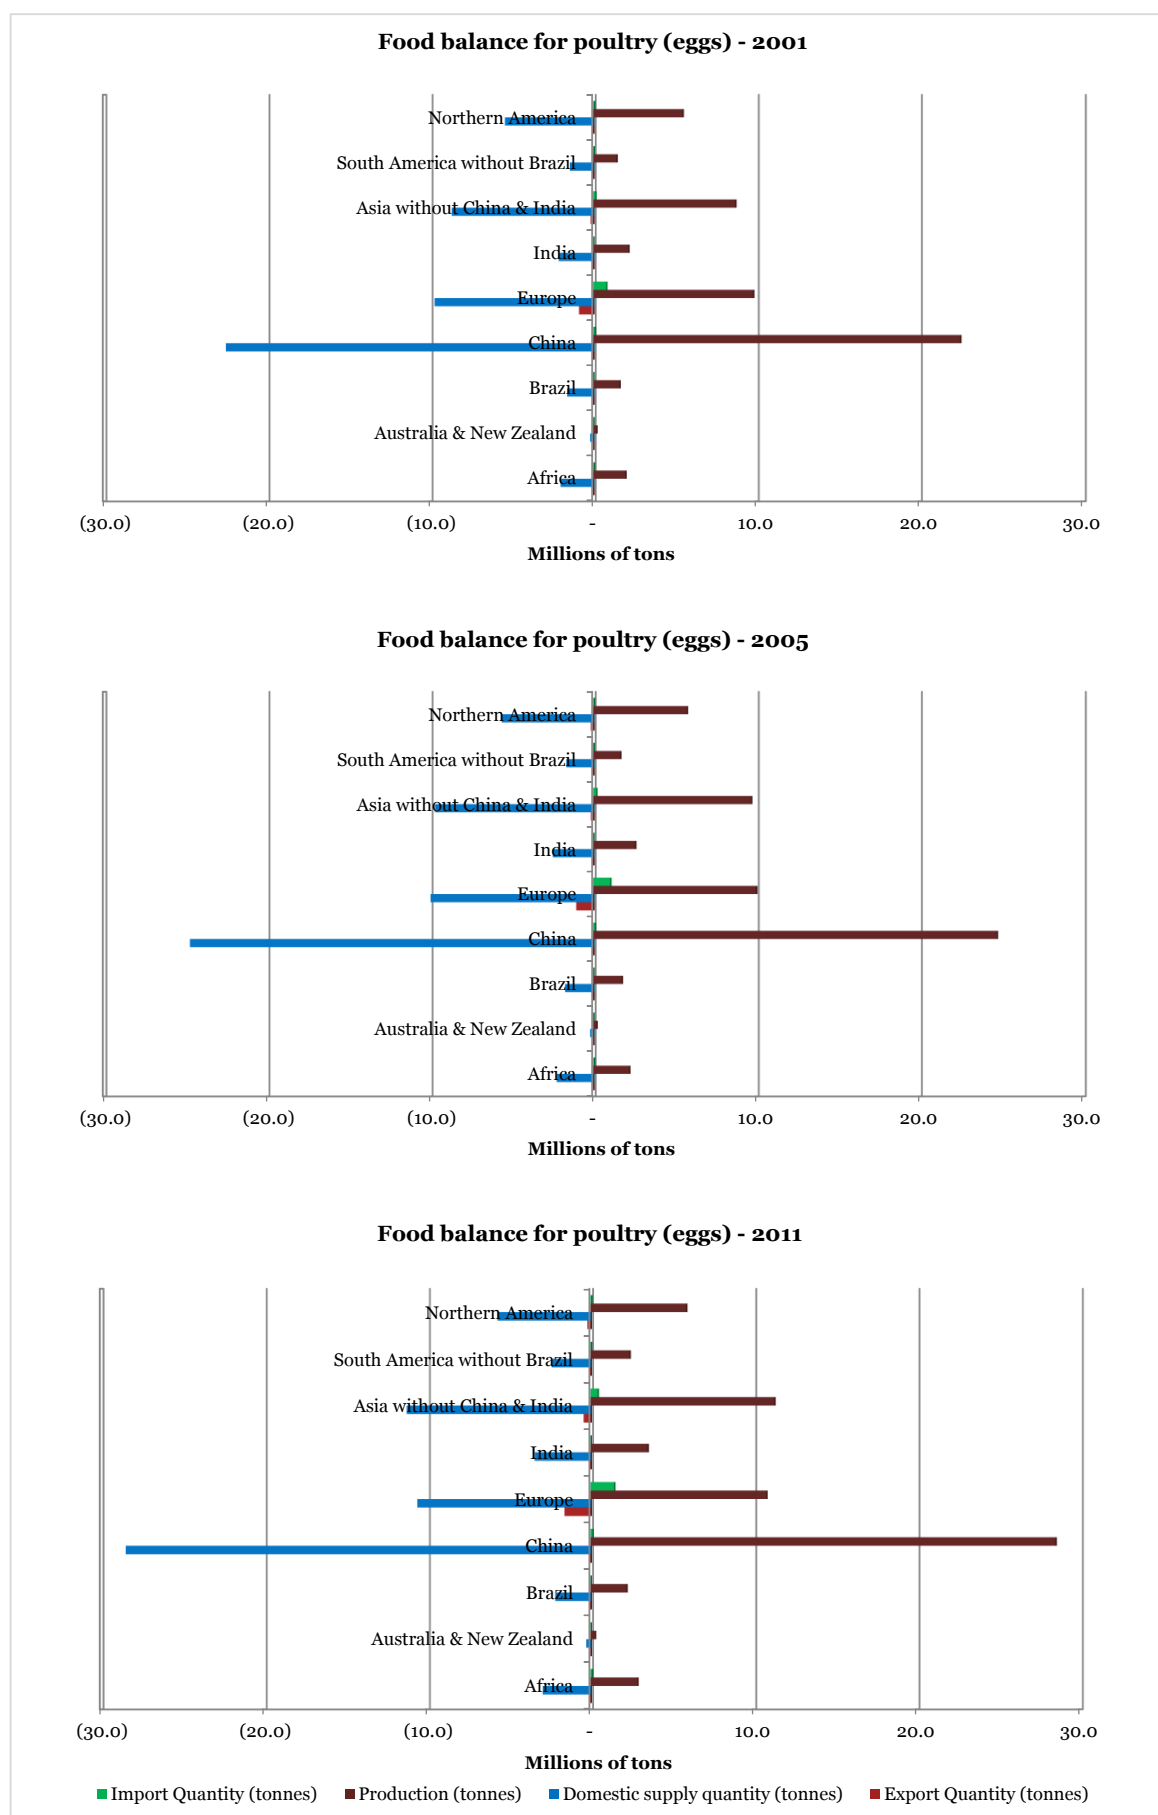 Food balance for poultry (eggs) - 2001
Northern America
South America without Brazil
Asia without China & India
India
Europe
China
Brazil
Australia & New Zealand
Africa
(30.0) (20.0) (10.0) - 10.0 20.0 30.0
Millions of tons
Food balance for poultry (eggs) - 2005
Northern America
South America without Brazil
Asia without China & India
India
Europe
China
Brazil
Australia & New Zealand
Africa
(30.0) (20.0) (10.0) - 10.0 20.0 30.0
Millions of tons
Food balance for poultry (eggs) - 2011
Northern America
South America without Brazil
Asia without China & India
India
Europe
China
Brazil
Australia & New Zealand
Africa
(30.0) (20.0) (10.0) - 10.0 20.0 30.0
Millions of tons
Import Quantity (tonnes) Production (tonnes) Domestic supply quantity (tonnes) Export Quantity (tonnes)